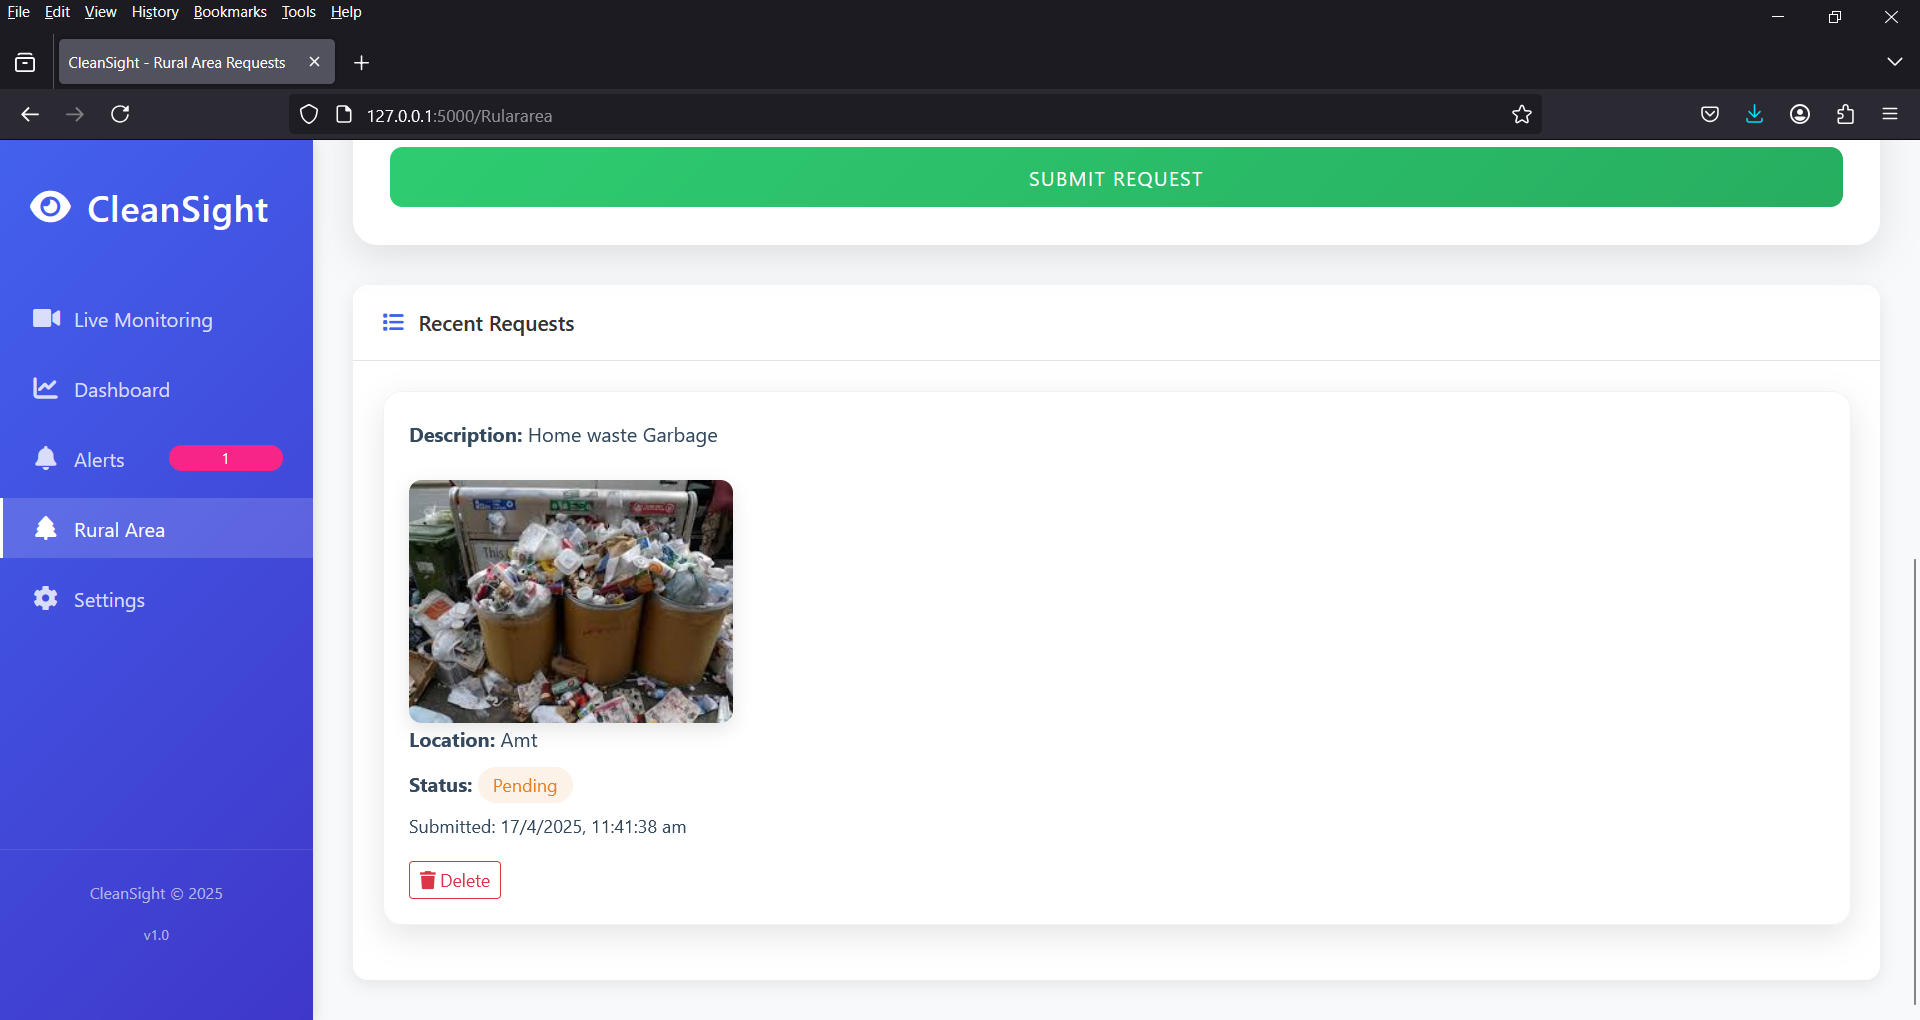 File Edit View History Bookmarks Tools Help
CleanSight - Rural Area Requests
127.0.0.1:5000/Rulararea
CleanSight
Live Monitoring
Dashboard
Alerts 1
Rural Area
Settings
CleanSight © 2025
v1.0
SUBMIT REQUEST
Recent Requests
Description: Home waste Garbage
This
Location: Amt
Status: Pending
Submitted: 17/4/2025, 11:41:38 am
Delete